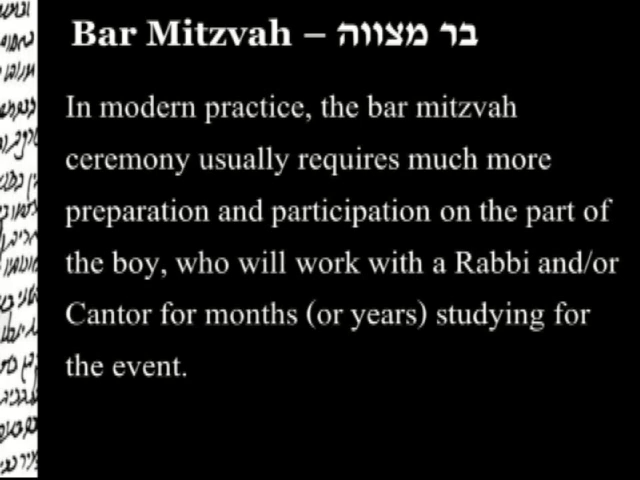 Bar Mitzvah – בר מצווה
In modern practice, the bar mitzvah
ceremony usually requires much more
preparation and participation on the part of
the boy, who will work with a Rabbi and/or
Cantor for months (or years) studying for
the event.